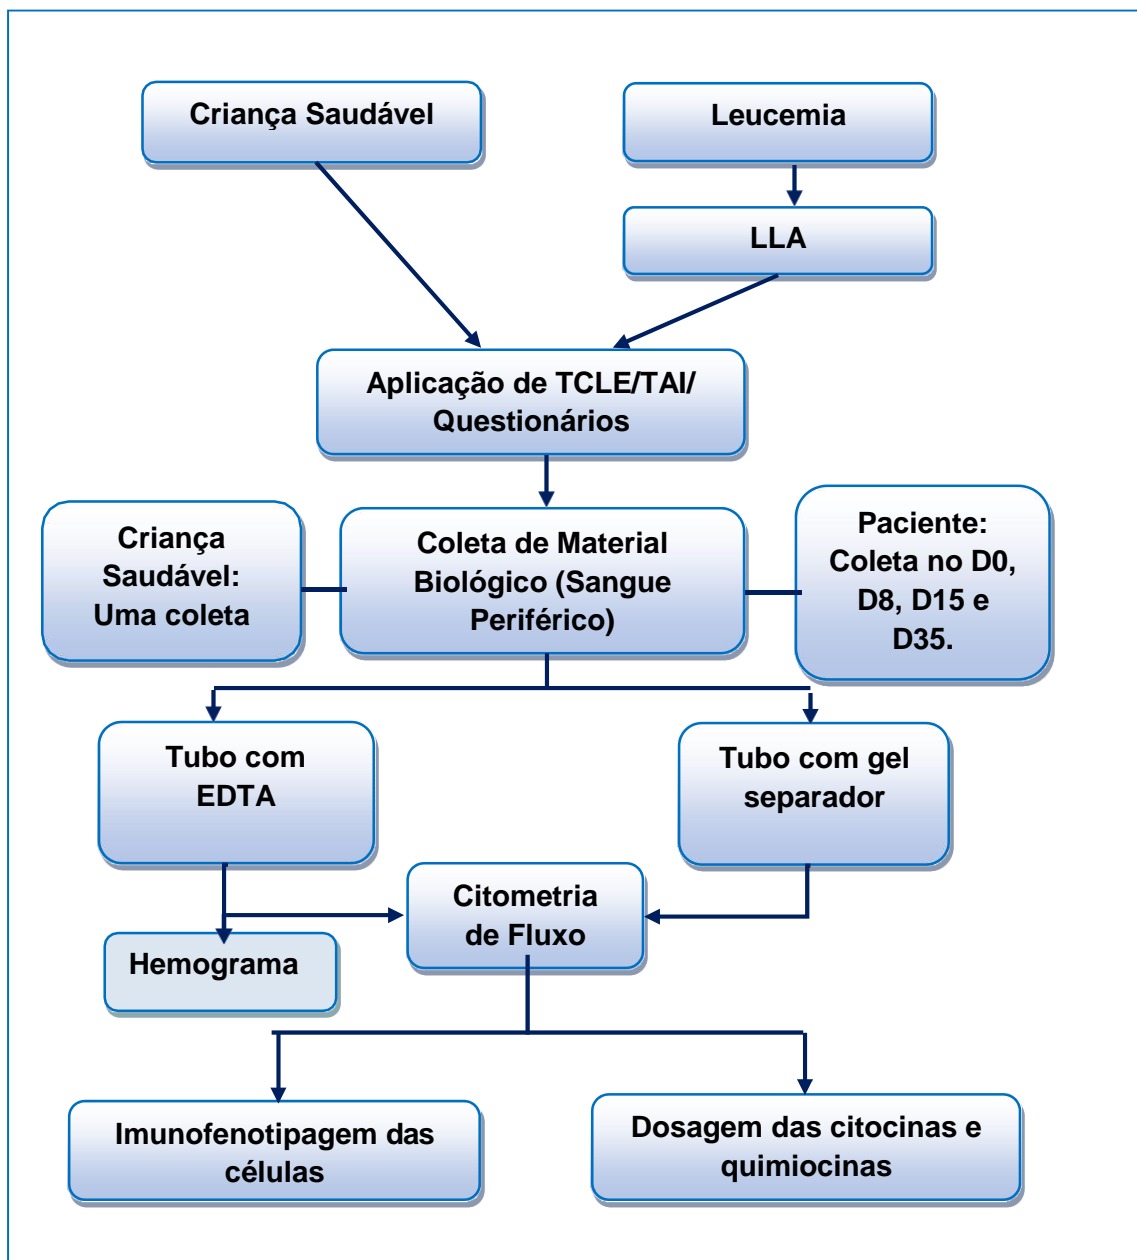 Criança Saudável
Leucemia
LLA
Aplicação de TCLE/TAI/
Questionários
Criança
Saudável:
Uma coleta
Coleta de Material
Biológico (Sangue
Periférico)
Paciente:
Coleta no D0,
D8, D15 e
D35.
Tubo com
EDTA
Tubo com gel
separador
Citometria
de Fluxo
Hemograma
Imunofenotipagem das
células
Dosagem das citocinas e
quimiocinas